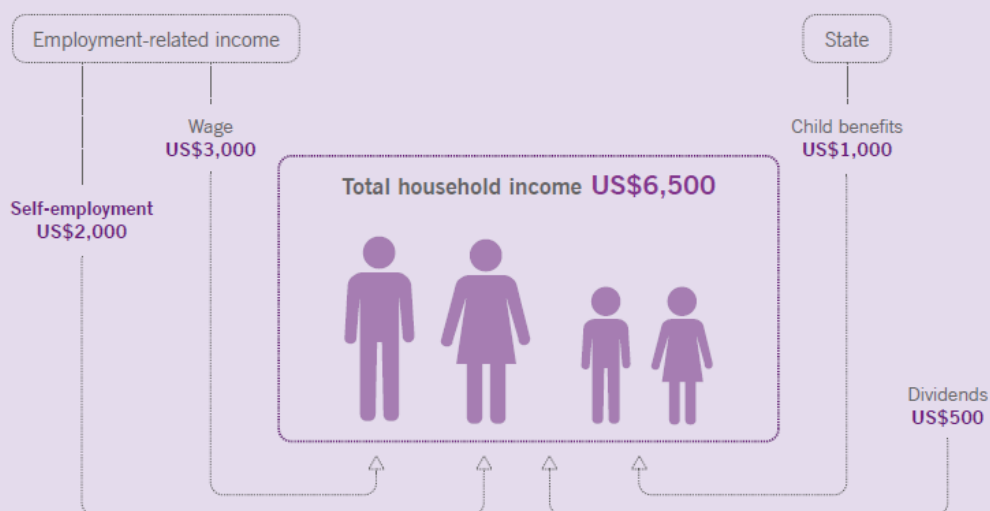 Employment-related income
State
Wage
US$3,000
Child benefits
US$1,000
Total household income US$6,500
Self-employment
US$2,000
Dividends
US$500